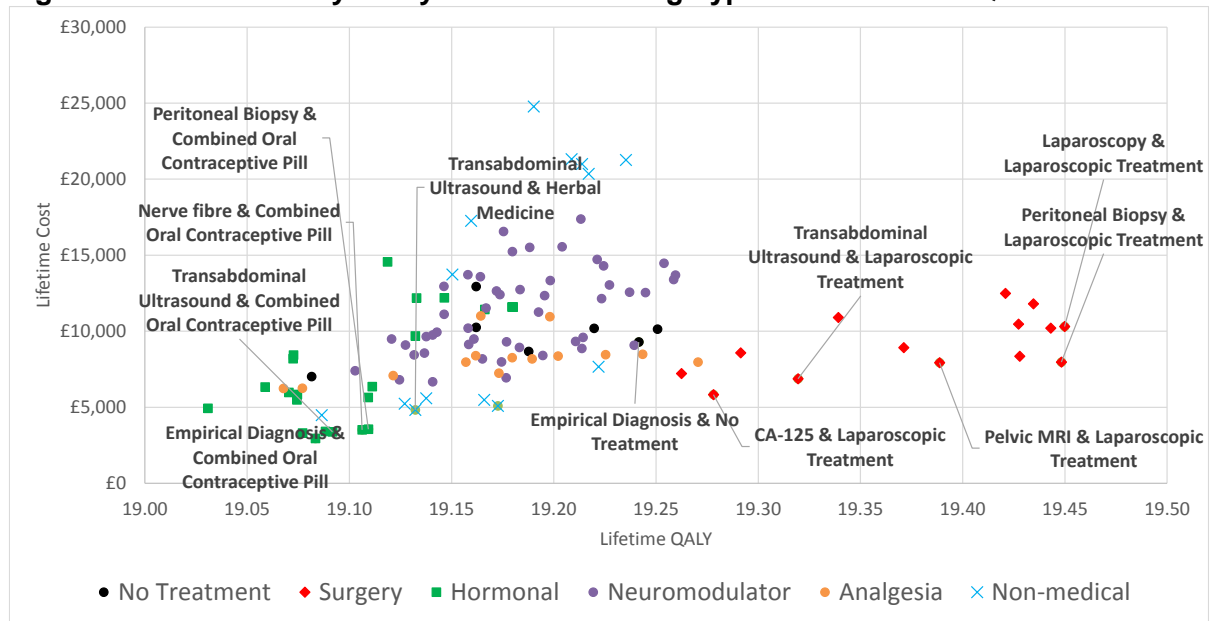 £30,000
£25,000
£20,000
£15,000
£10,000
£5,000
£0
Lifetime Cost
Peritoneal Biopsy &
Combined Oral
Contraceptive Pill
Nerve fibre & Combined
Oral Contraceptive Pill
Transabdominal
Ultrasound & Combined
Oral Contraceptive Pill
Empirical Diagnosis &
Combined Oral
Contraceptive Pill
Transabdominal
Ultrasound & Herbal
Medicine
Empirical Diagnosis & No
Treatment
Transabdominal
Ultrasound & Laparoscopic
Treatment
CA-125 & Laparoscopic
Treatment
Laparoscopy &
Laparoscopic Treatment
Peritoneal Biopsy &
Laparoscopic Treatment
Pelvic MRI & Laparoscopic
Treatment
19.00 19.05 19.10 19.15 19.20 19.25 19.30 19.35 19.40 19.45 19.50
Lifetime QALY
No Treatment Surgery Hormonal Neuromodulator Analgesia Non-medical